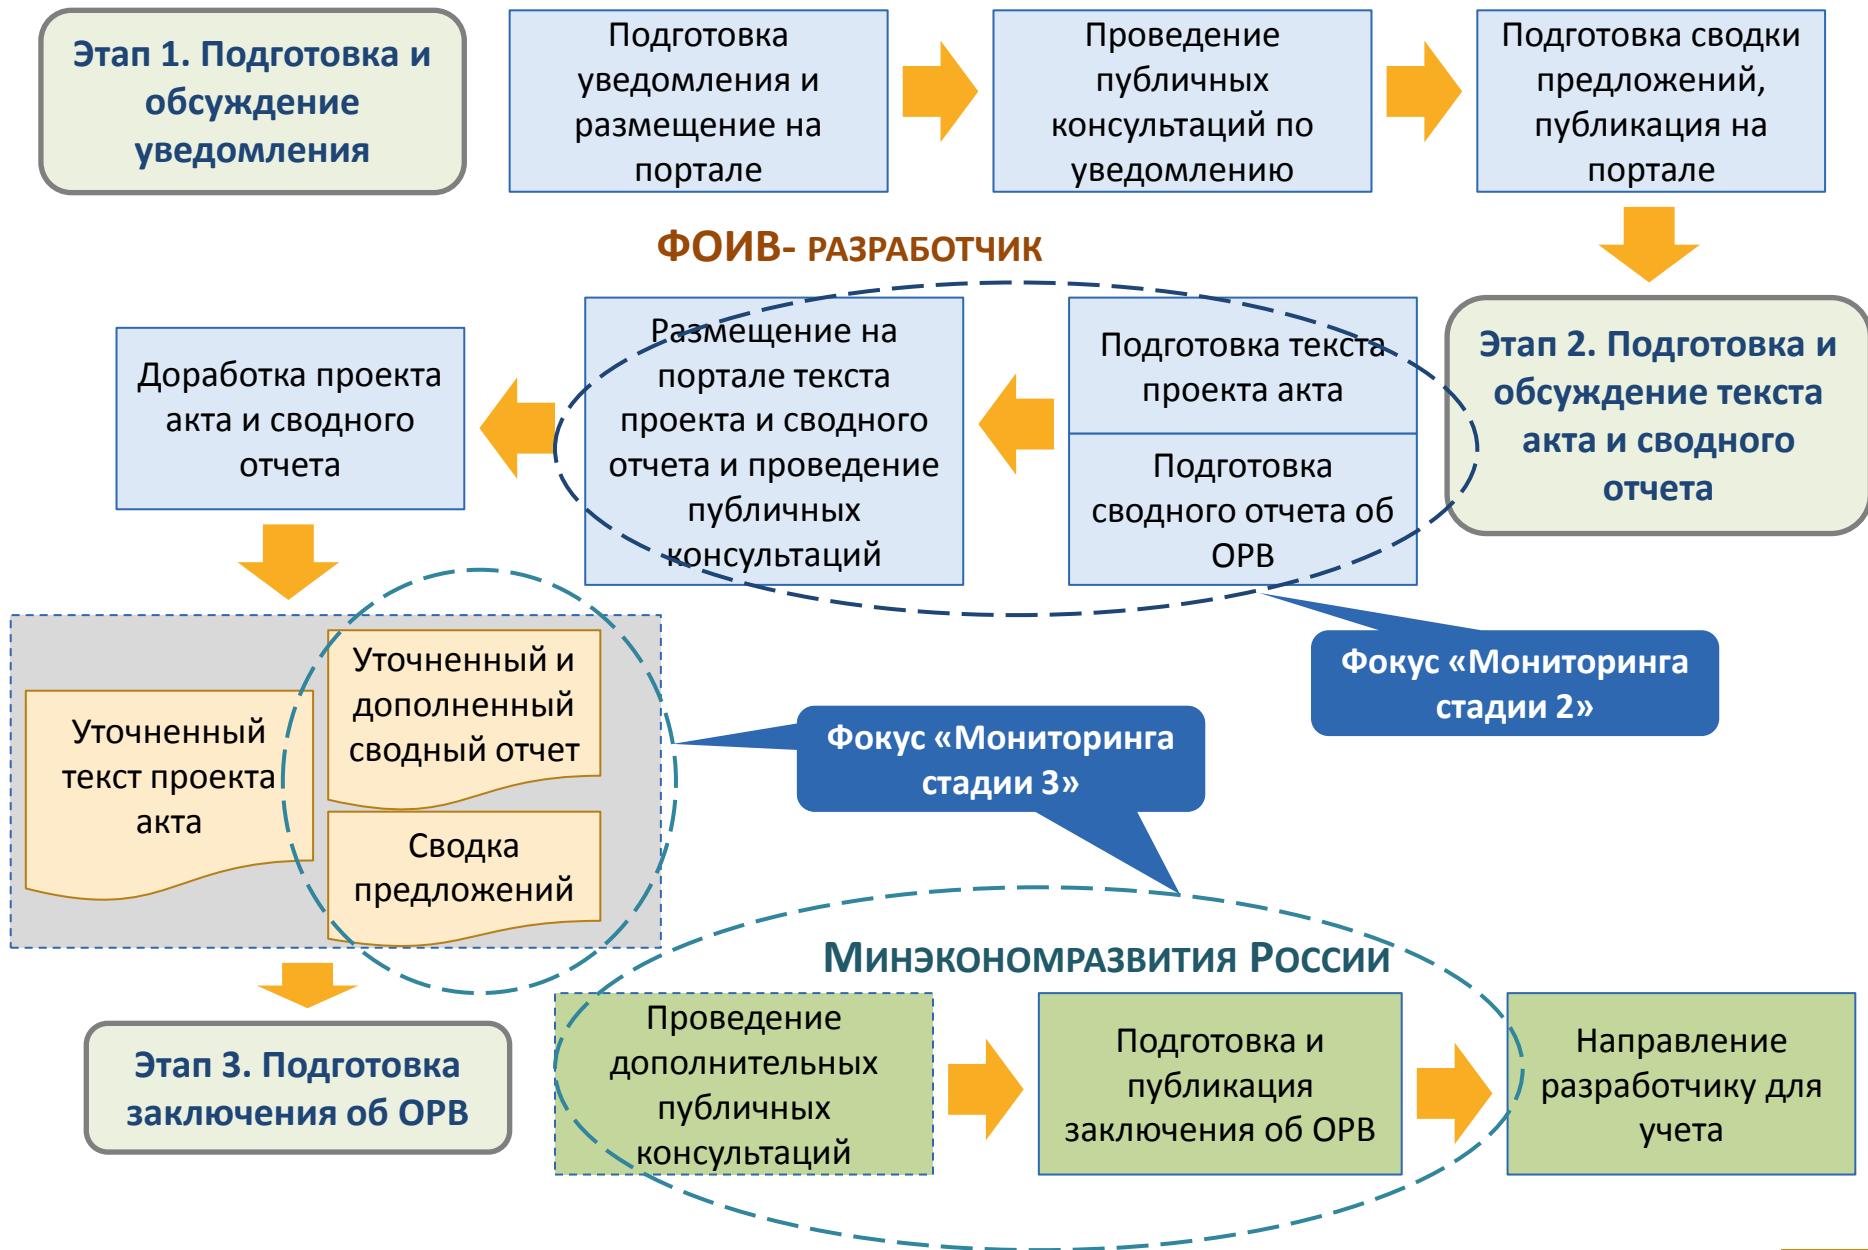 Этап 1. Подготовка и
обсуждение
уведомления
Подготовка
уведомления и
размещение на
портале
Проведение
публичных
консультаций по
уведомлению
Подготовка сводки
предложений,
публикация на
портале
ФОИВ- РАЗРАБОТЧИК
Этап 2. Подготовка и
обсуждение текста
акта и сводного
отчета
Подготовка текста
проекта акта
Подготовка
сводного отчета об
ОРВ
Размещение на
портале текста
проекта и сводного
отчета и проведение
публичных
консультаций
Доработка проекта
акта и сводного
отчета
Фокус «Мониторинга
стадии 2»
Уточненный
текст проекта
акта
Уточненный и
дополненный
сводный отчет
Сводка
предложений
Фокус «Мониторинга
стадии 3»
МИНЭКОНОМРАЗВИТИЯ РОССИИ
Этап 3. Подготовка
заключения об ОРВ
Проведение
дополнительных
публичных
консультаций
Подготовка и
публикация
заключения об ОРВ
Направление
разработчику для
учета